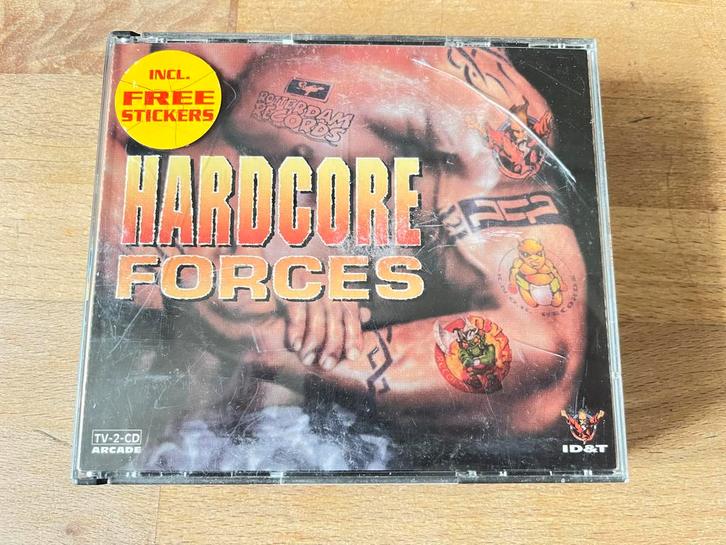 INCL.
FREE
STICKERS
ROTTERDAM
RECORDS
HARDCORE
FORCES
TV-2-CD
ARCADE
ID&T